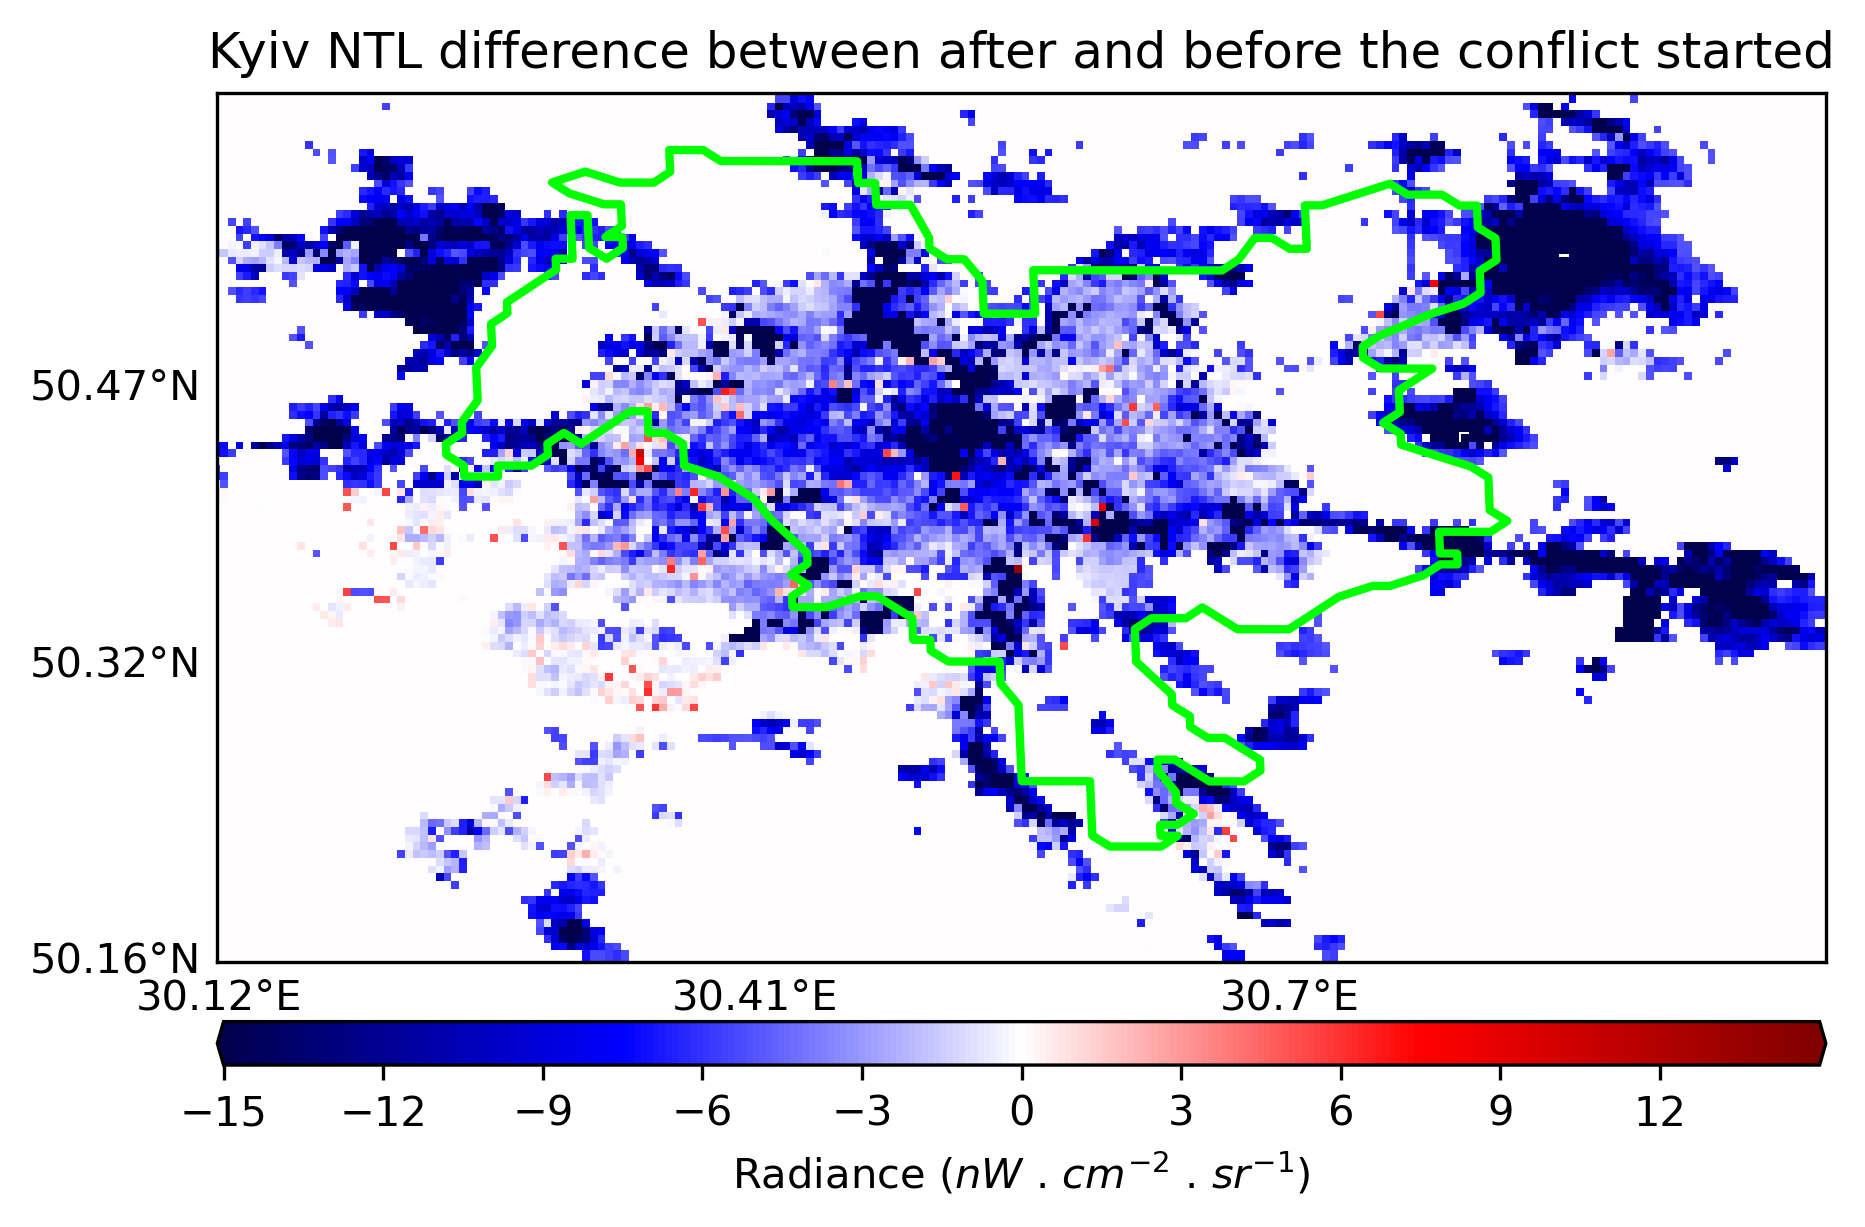 Kyiv NTL difference between after and before the conflict started
50.47°N
50.32°N
50.16°N
30.12°E 30.41°E 30.7°E
−15 −12 −9 −6 −3 0 3 6 9 12
Radiance (nW . cm⁻² . sr⁻¹)